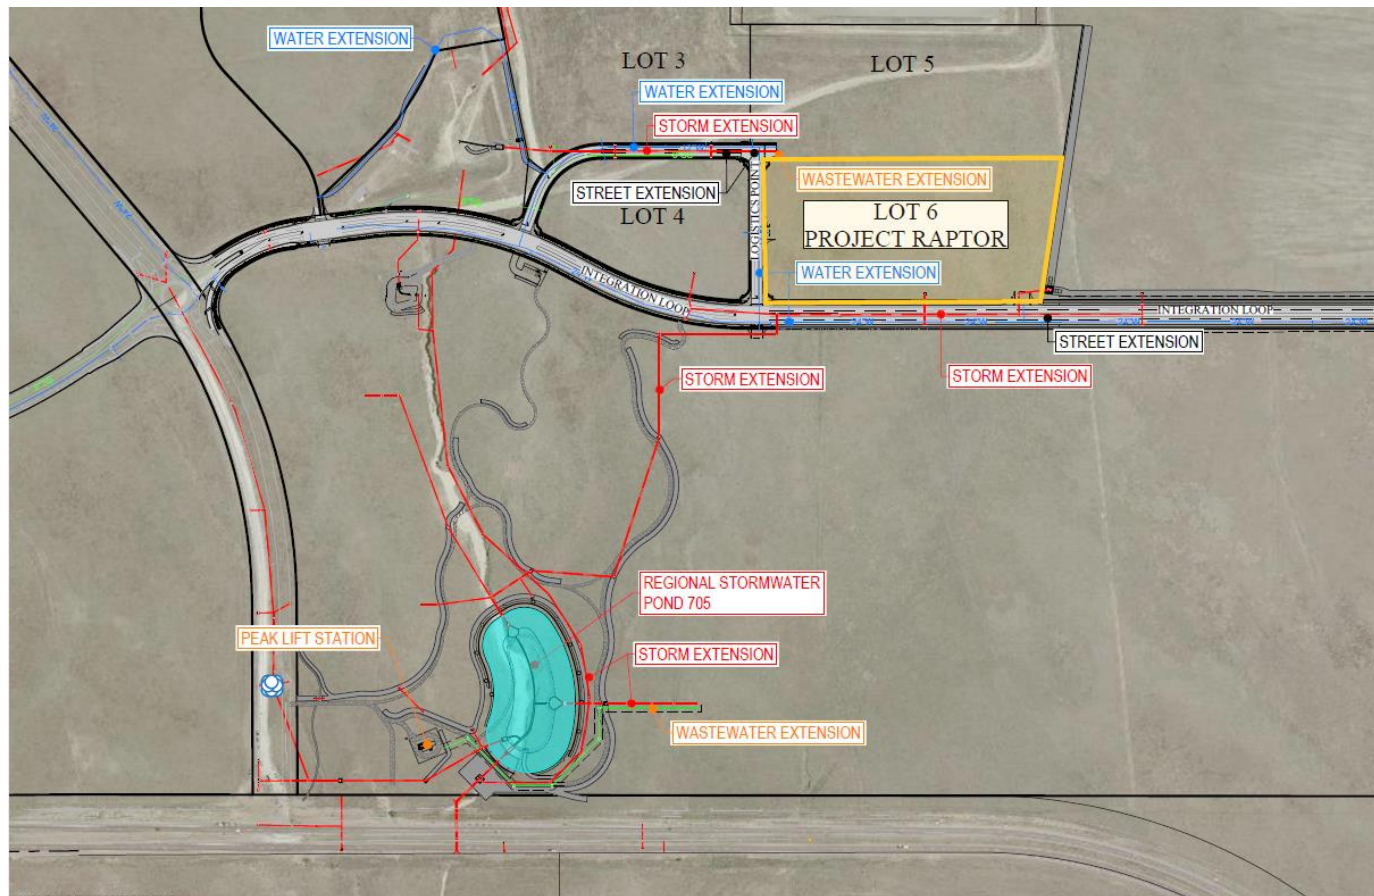 WATER EXTENSION
LOT 3
LOT 5
WATER EXTENSION
STORM EXTENSION
WASTEWATER EXTENSION
STREET EXTENSION
LOT 4
LOGISTICS POINT
LOT 6
PROJECT RAPTOR
WATER EXTENSION
INTEGRATION LOOP
INTEGRATION LOOP
STREET EXTENSION
STORM EXTENSION
STORM EXTENSION
REGIONAL STORMWATER
POND 705
PEAK LIFT STATION
STORM EXTENSION
WASTEWATER EXTENSION